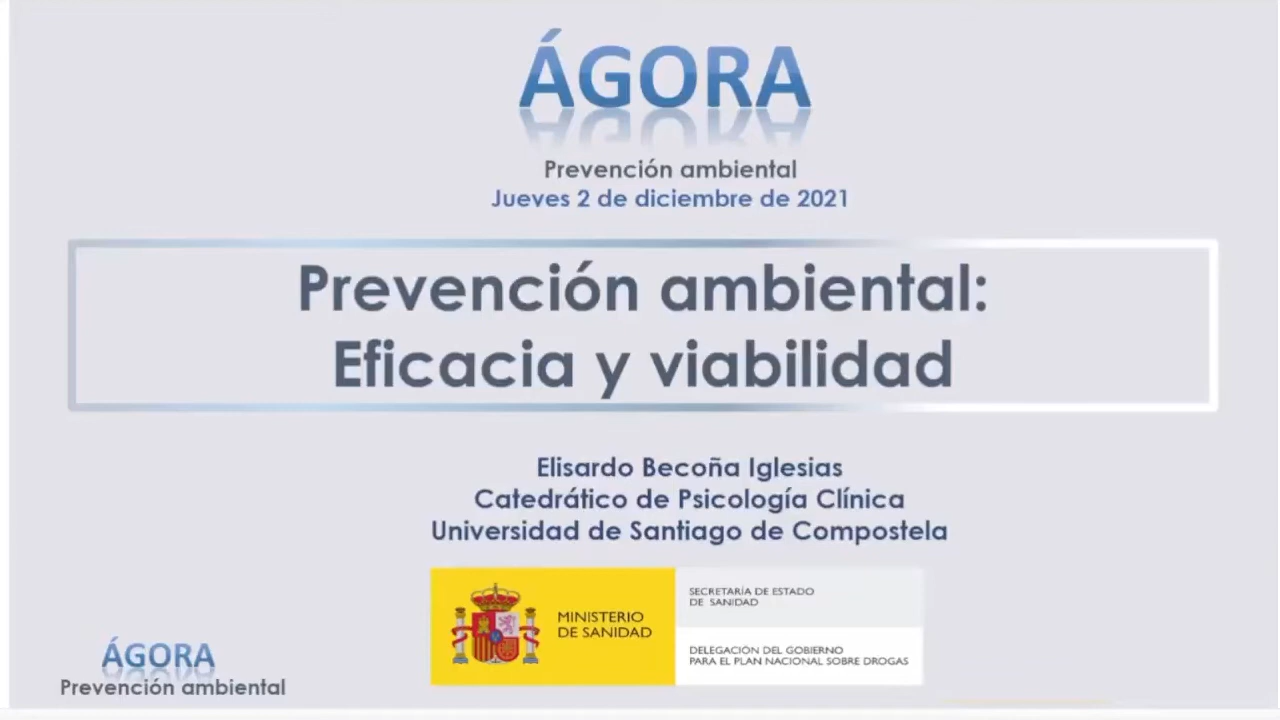 ÁGORA
Prevención ambiental
Jueves 2 de diciembre de 2021
Prevención ambiental:
Eficacia y viabilidad
Elisardo Becoña Iglesias
Catedrático de Psicología Clínica
Universidad de Santiago de Compostela
MINISTERIO
DE SANIDAD
SECRETARÍA DE ESTADO
DE SANIDAD
DELEGACIÓN DEL GOBIERNO
PARA EL PLAN NACIONAL SOBRE DROGAS
ÁGORA
Prevención ambiental